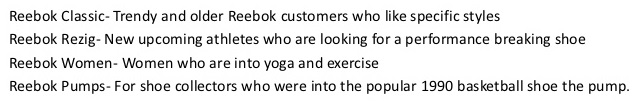 Reebok Classic- Trendy and older Reebok customers who like specific styles
Reebok Rezig- New upcoming athletes who are looking for a performance breaking shoe
Reebok Women- Women who are into yoga and exercise
Reebok Pumps- For shoe collectors who were into the popular 1990 basketball shoe the pump.